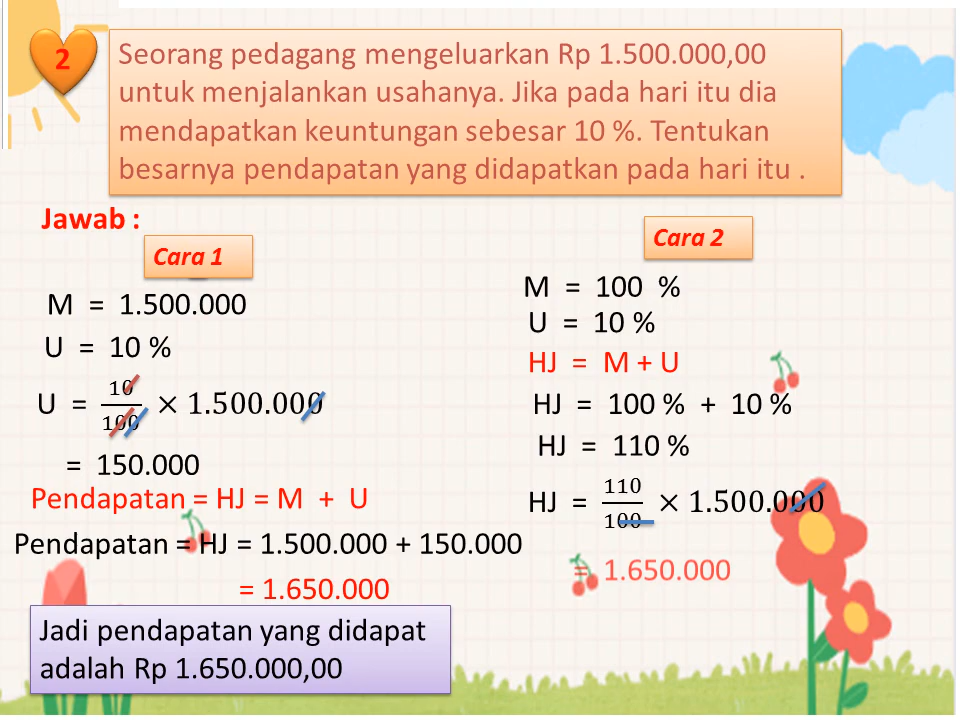 2
Seorang pedagang mengeluarkan Rp 1.500.000,00
untuk menjalankan usahanya. Jika pada hari itu dia
mendapatkan keuntungan sebesar 10 %. Tentukan
besarnya pendapatan yang didapatkan pada hari itu .
Jawab :
Cara 1
M = 1.500.000
U = 10 %
U = 10/100 × 1.500.000
= 150.000
Pendapatan = HJ = M + U
Pendapatan = HJ = 1.500.000 + 150.000
= 1.650.000
Jadi pendapatan yang didapat
adalah Rp 1.650.000,00
Cara 2
M = 100 %
U = 10 %
HJ = M + U
HJ = 100 % + 10 %
HJ = 110 %
HJ = 110/100 × 1.500.000
= 1.650.000